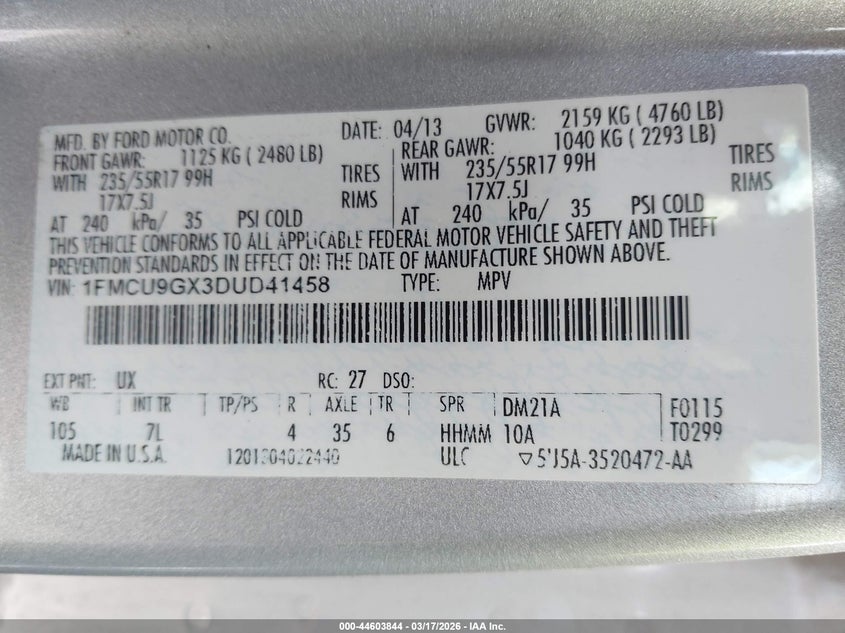 MFD. BY FORD MOTOR CO. DATE: 04/13 GVWR: 2159 KG ( 4760 LB)
FRONT GAWR: 1125 KG ( 2480 LB) REAR GAWR: 1040 KG ( 2293 LB)
WITH 235/55R17 99H TIRES WITH 235/55R17 99H TIRES
17X7.5J RIMS 17X7.5J RIMS
AT 240 kPa/ 35 PSI COLD AT 240 kPa/ 35 PSI COLD
THIS VEHICLE CONFORMS TO ALL APPLICABLE FEDERAL MOTOR VEHICLE SAFETY AND THEFT
PREVENTION STANDARDS IN EFFECT ON THE DATE OF MANUFACTURE SHOWN ABOVE.
VIN: 1FMCU9GX3DUD41458 TYPE: MPV
EXT PNT: UX RC: 27 DSO:
WB INT TR TP/PS R AXLE TR SPR DM21A F0115
105 7L 4 35 6 HHMM 10A T0299
MADE IN U.S.A. ULC
000-44603844 - 03/17/2026 - IAA Inc.